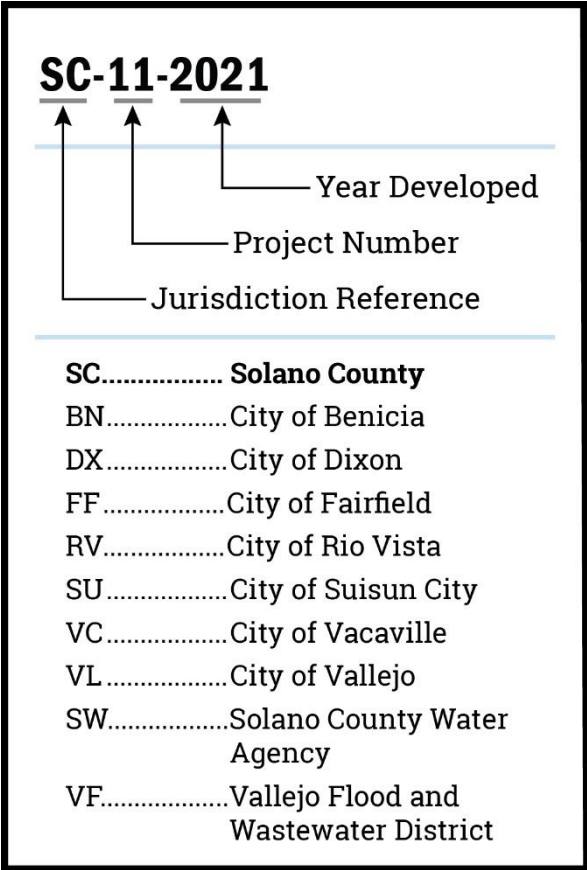 SC-11-2021
Year Developed
Project Number
Jurisdiction Reference
SC................. Solano County
BN..................City of Benicia
DX..................City of Dixon
FF..................City of Fairfield
RV..................City of Rio Vista
SU..................City of Suisun City
VC..................City of Vacaville
VL..................City of Vallejo
SW..................Solano County Water
Agency
VF...................Vallejo Flood and
Wastewater District